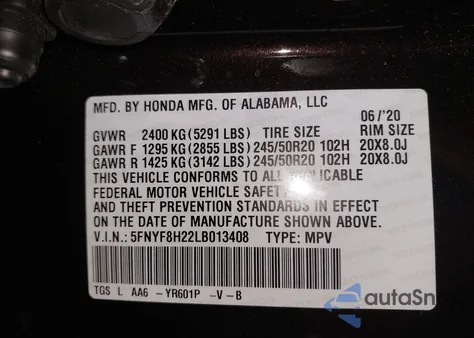 MFD. BY HONDA MFG. OF ALABAMA, LLC
06/'20
GVWR 2400 KG (5291 LBS) TIRE SIZE RIM SIZE
GAWR F 1295 KG (2855 LBS) 245/50R20 102H 20X8.0J
GAWR R 1425 KG (3142 LBS) 245/50R20 102H 20X8.0J
THIS VEHICLE CONFORMS TO ALL APPLICABLE
FEDERAL MOTOR VEHICLE SAFETY
AND THEFT PREVENTION STANDARDS IN EFFECT
ON THE DATE OF MANUFACTURE SHOWN ABOVE.
V.I.N.: 5FNYF8H22LB013408 TYPE: MPV
TGS L AA6 -YR601P -V-B
autaSn